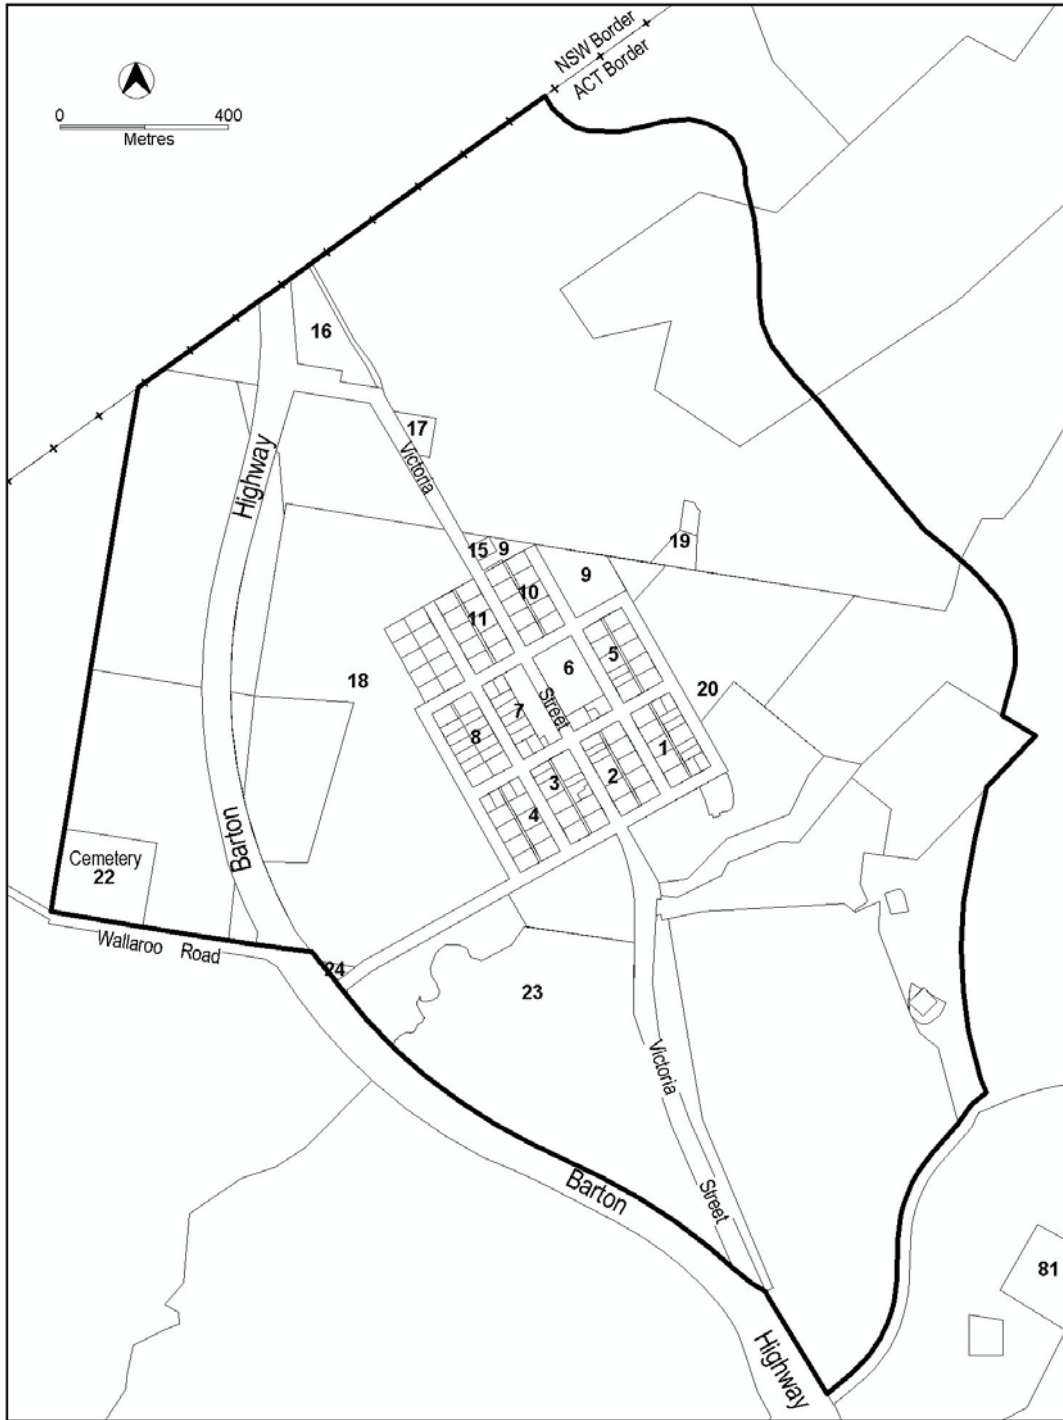 NSW Border
ACT Border
0 400
Metres
16
17
Highway
Victoria
15
9
19
9
10
11
5
6
18
20
Street
7
8
1
2
3
4
Barton
Cemetery
22
Wallaroo Road
24
23
Victoria
Street
Barton
81
Highway